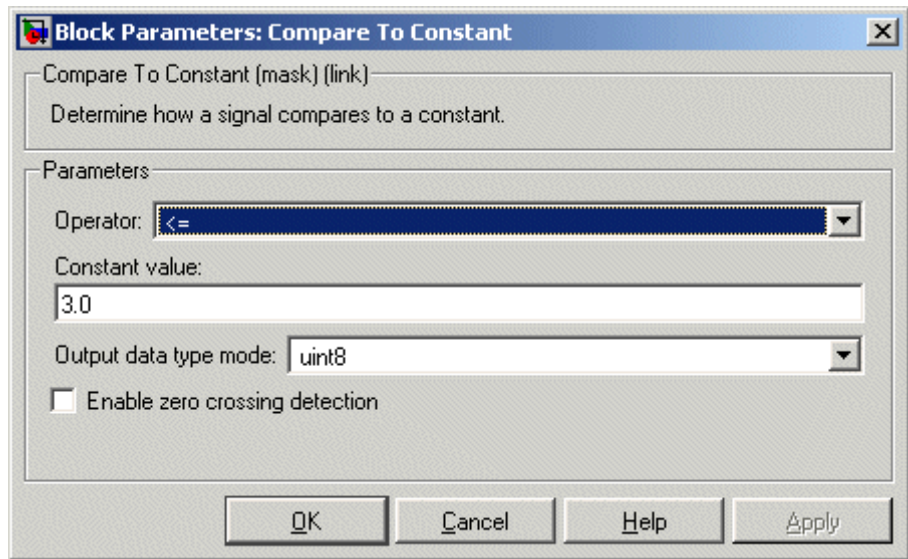 Block Parameters: Compare To Constant
Compare To Constant (mask) (link)
Determine how a signal compares to a constant.
Parameters
Operator: <=
Constant value:
3.0
Output data type mode: uint8
Enable zero crossing detection
OK Cancel Help Apply